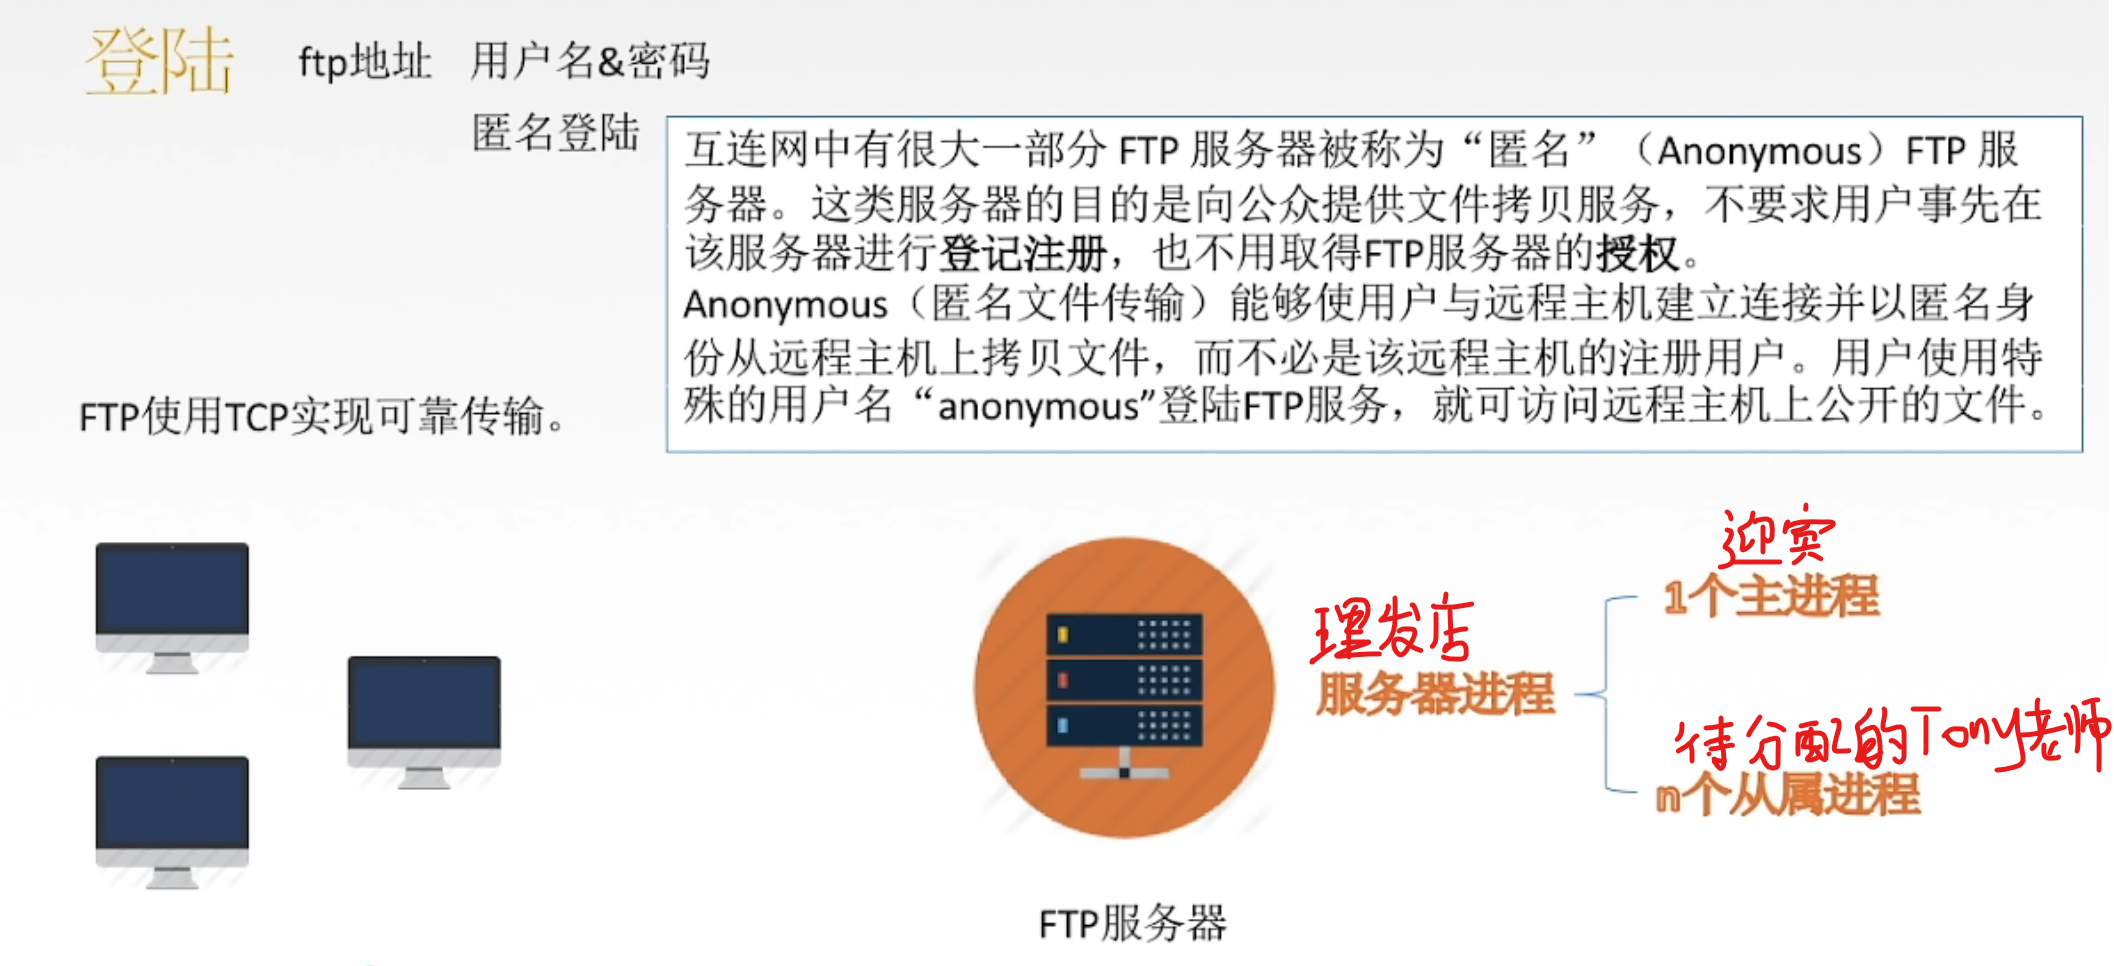 登陆 ftp地址 用户名&密码
匿名登陆
互连网中有很大一部分 FTP 服务器被称为“匿名”（Anonymous）FTP 服
务器。这类服务器的目的是向公众提供文件拷贝服务，不要求用户事先在
该服务器进行登记注册，也不用取得FTP服务器的授权。
Anonymous（匿名文件传输）能够使用户与远程主机建立连接并以匿名身
份从远程主机上拷贝文件，而不必是该远程主机的注册用户。用户使用特
殊的用户名“anonymous”登陆FTP服务，就可访问远程主机上公开的文件。
FTP使用TCP实现可靠传输。
迎宾
1个主进程
理发店
服务器进程
待分配的Tony老师
n个从属进程
FTP服务器